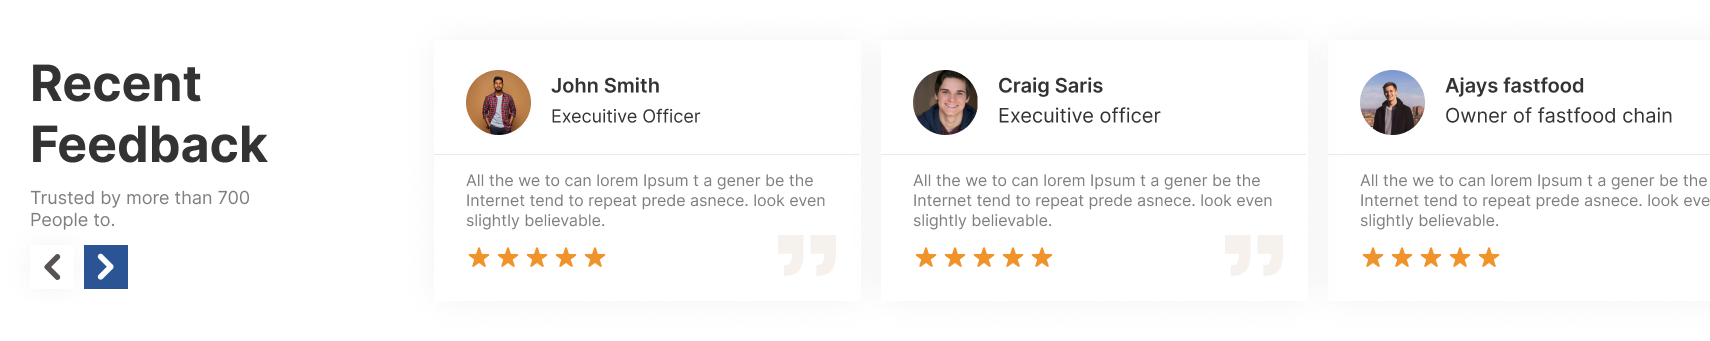 Recent
Feedback
Trusted by more than 700
People to.
John Smith
Execuitive Officer
All the we to can lorem Ipsum t a gener be the
Internet tend to repeat prede asnece. look even
slightly believable.
Craig Saris
Execuitive officer
All the we to can lorem Ipsum t a gener be the
Internet tend to repeat prede asnece. look even
slightly believable.
Ajays fastfood
Owner of fastfood chain
All the we to can lorem Ipsum t a gener be the
Internet tend to repeat prede asnece. look eve
slightly believable.